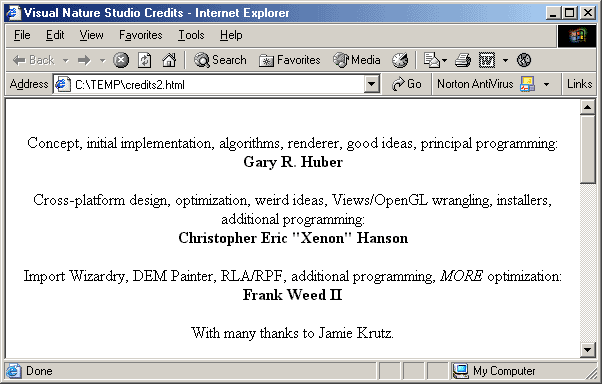 Visual Nature Studio Credits - Internet Explorer
File Edit View Favorites Tools Help
Back Search Favorites Media
Address C:\TEMP\credits2.html Go Norton AntiVirus Links
Concept, initial implementation, algorithms, renderer, good ideas, principal programming:
Gary R. Huber
Cross-platform design, optimization, weird ideas, Views/OpenGL wrangling, installers,
additional programming:
Christopher Eric "Xenon" Hanson
Import Wizardry, DEM Painter, RLA/RPF, additional programming, MORE optimization:
Frank Weed II
With many thanks to Jamie Krutz.
Done My Computer